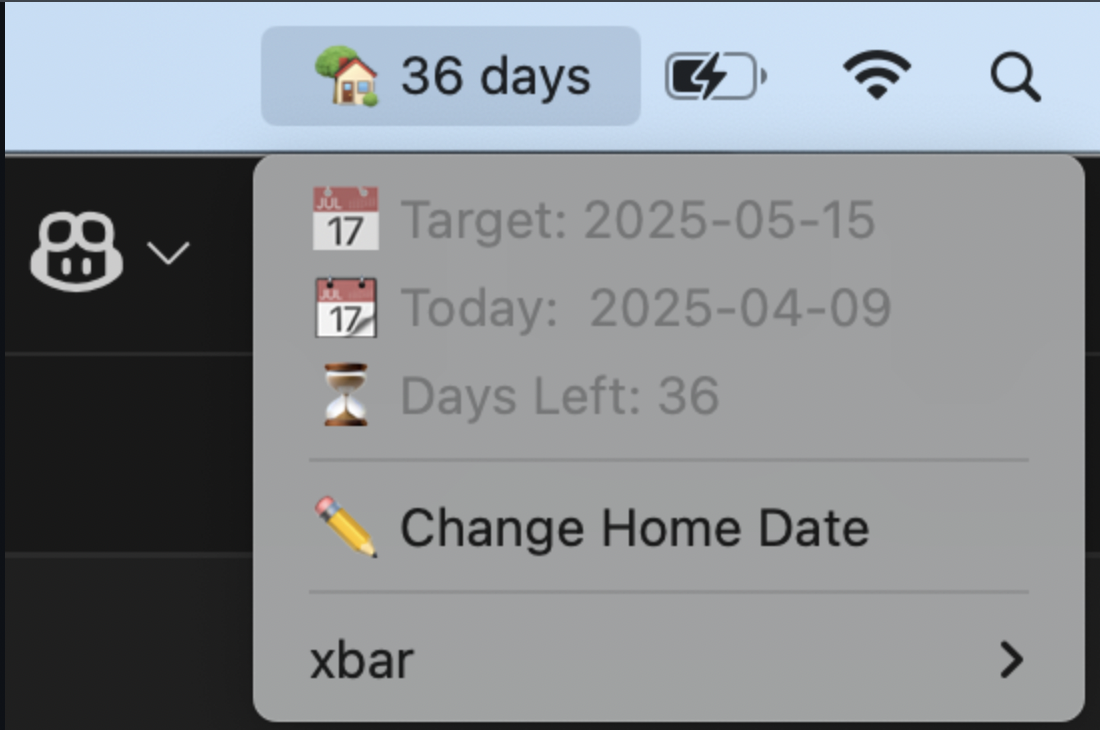 36 days
JUL
17
Target: 2025-05-15
JUL
17
Today: 2025-04-09
Days Left: 36
Change Home Date
xbar